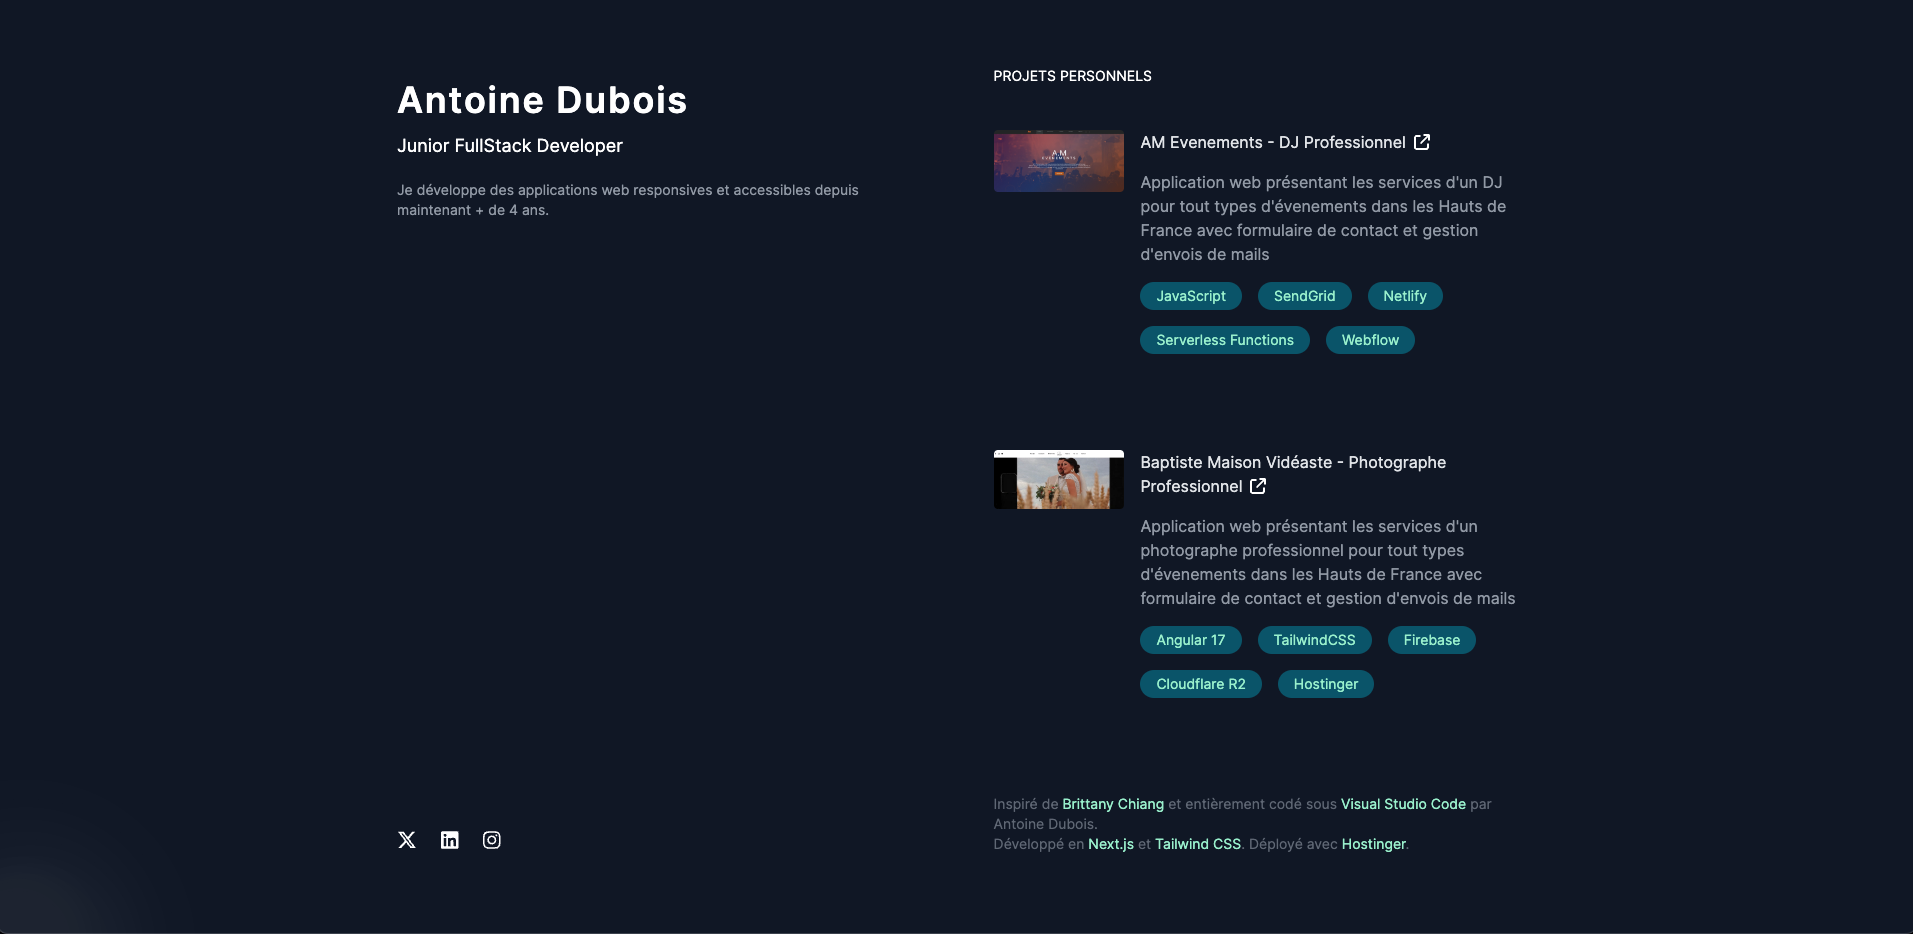 Antoine Dubois
Junior FullStack Developer
Je développe des applications web responsives et accessibles depuis
maintenant + de 4 ans.
PROJETS PERSONNELS
AM
EVENEMENTS
AM Evenements - DJ Professionnel
Application web présentant les services d'un DJ
pour tout types d'évenements dans les Hauts de
France avec formulaire de contact et gestion
d'envois de mails
JavaScript SendGrid Netlify
Serverless Functions Webflow
Baptiste Maison Vidéaste - Photographe
Professionnel
Application web présentant les services d'un
photographe professionnel pour tout types
d'évenements dans les Hauts de France avec
formulaire de contact et gestion d'envois de mails
Angular 17 TailwindCSS Firebase
Cloudflare R2 Hostinger
Inspiré de Brittany Chiang et entièrement codé sous Visual Studio Code par
Antoine Dubois.
Développé en Next.js et Tailwind CSS. Déployé avec Hostinger.